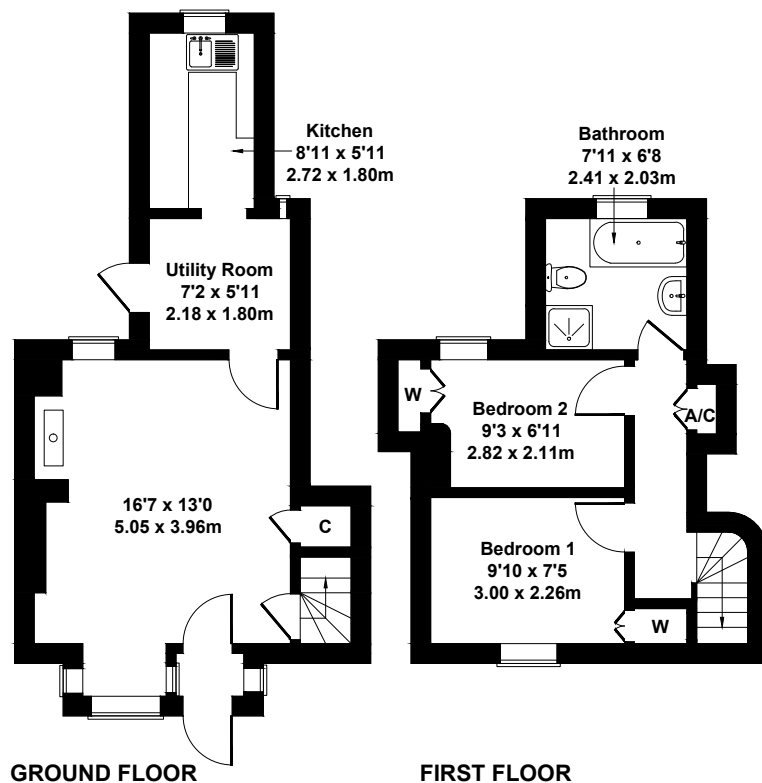 Kitchen
8'11 x 5'11
2.72 x 1.80m
Utility Room
7'2 x 5'11
2.18 x 1.80m
16'7 x 13'0
5.05 x 3.96m
C
GROUND FLOOR
Bathroom
7'11 x 6'8
2.41 x 2.03m
W
Bedroom 2
9'3 x 6'11
2.82 x 2.11m
A/C
Bedroom 1
9'10 x 7'5
3.00 x 2.26m
W
FIRST FLOOR